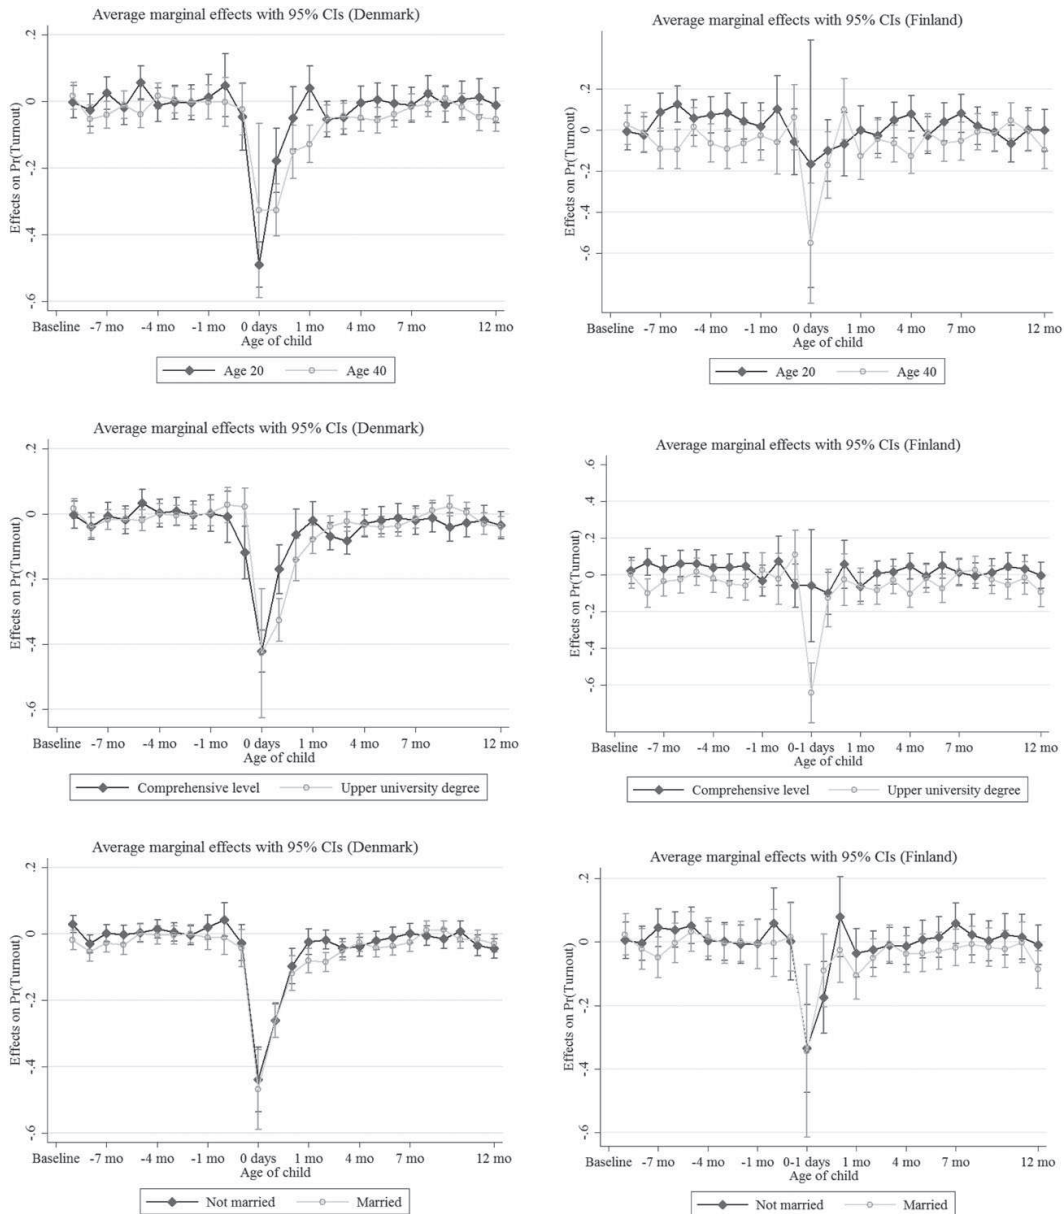 Average marginal effects with 95% CIs (Denmark)
Effects on Pr(Turnout)
.2
0
-.2
-.4
-.6
Baseline -7 mo -4 mo -1 mo 0 days 1 mo 4 mo 7 mo 12 mo
Age of child
Age 20 Age 40
Average marginal effects with 95% CIs (Finland)
Effects on Pr(Turnout)
.2
0
-.2
-.4
-.6
Baseline -7 mo -4 mo -1 mo 0 days 1 mo 4 mo 7 mo 12 mo
Age of child
Age 20 Age 40
Average marginal effects with 95% CIs (Denmark)
Effects on Pr(Turnout)
.2
0
-.2
-.4
-.6
Baseline -7 mo -4 mo -1 mo 0 days 1 mo 4 mo 7 mo 12 mo
Age of child
Comprehensive level Upper university degree
Average marginal effects with 95% CIs (Finland)
Effects on Pr(Turnout)
.6
.4
.2
0
-.2
-.4
-.6
Baseline -7 mo -4 mo -1 mo 0-1 days 1 mo 4 mo 7 mo 12 mo
Age of child
Comprehensive level Upper university degree
Average marginal effects with 95% CIs (Denmark)
Effects on Pr(Turnout)
.2
0
-.2
-.4
-.6
Baseline -7 mo -4 mo -1 mo 0 days 1 mo 4 mo 7 mo 12 mo
Age of child
Not married Married
Average marginal effects with 95% CIs (Finland)
Effects on Pr(Turnout)
.2
0
-.2
-.4
-.6
Baseline -7 mo -4 mo -1 mo 0-1 days 1 mo 4 mo 7 mo 12 mo
Age of child
Not married Married